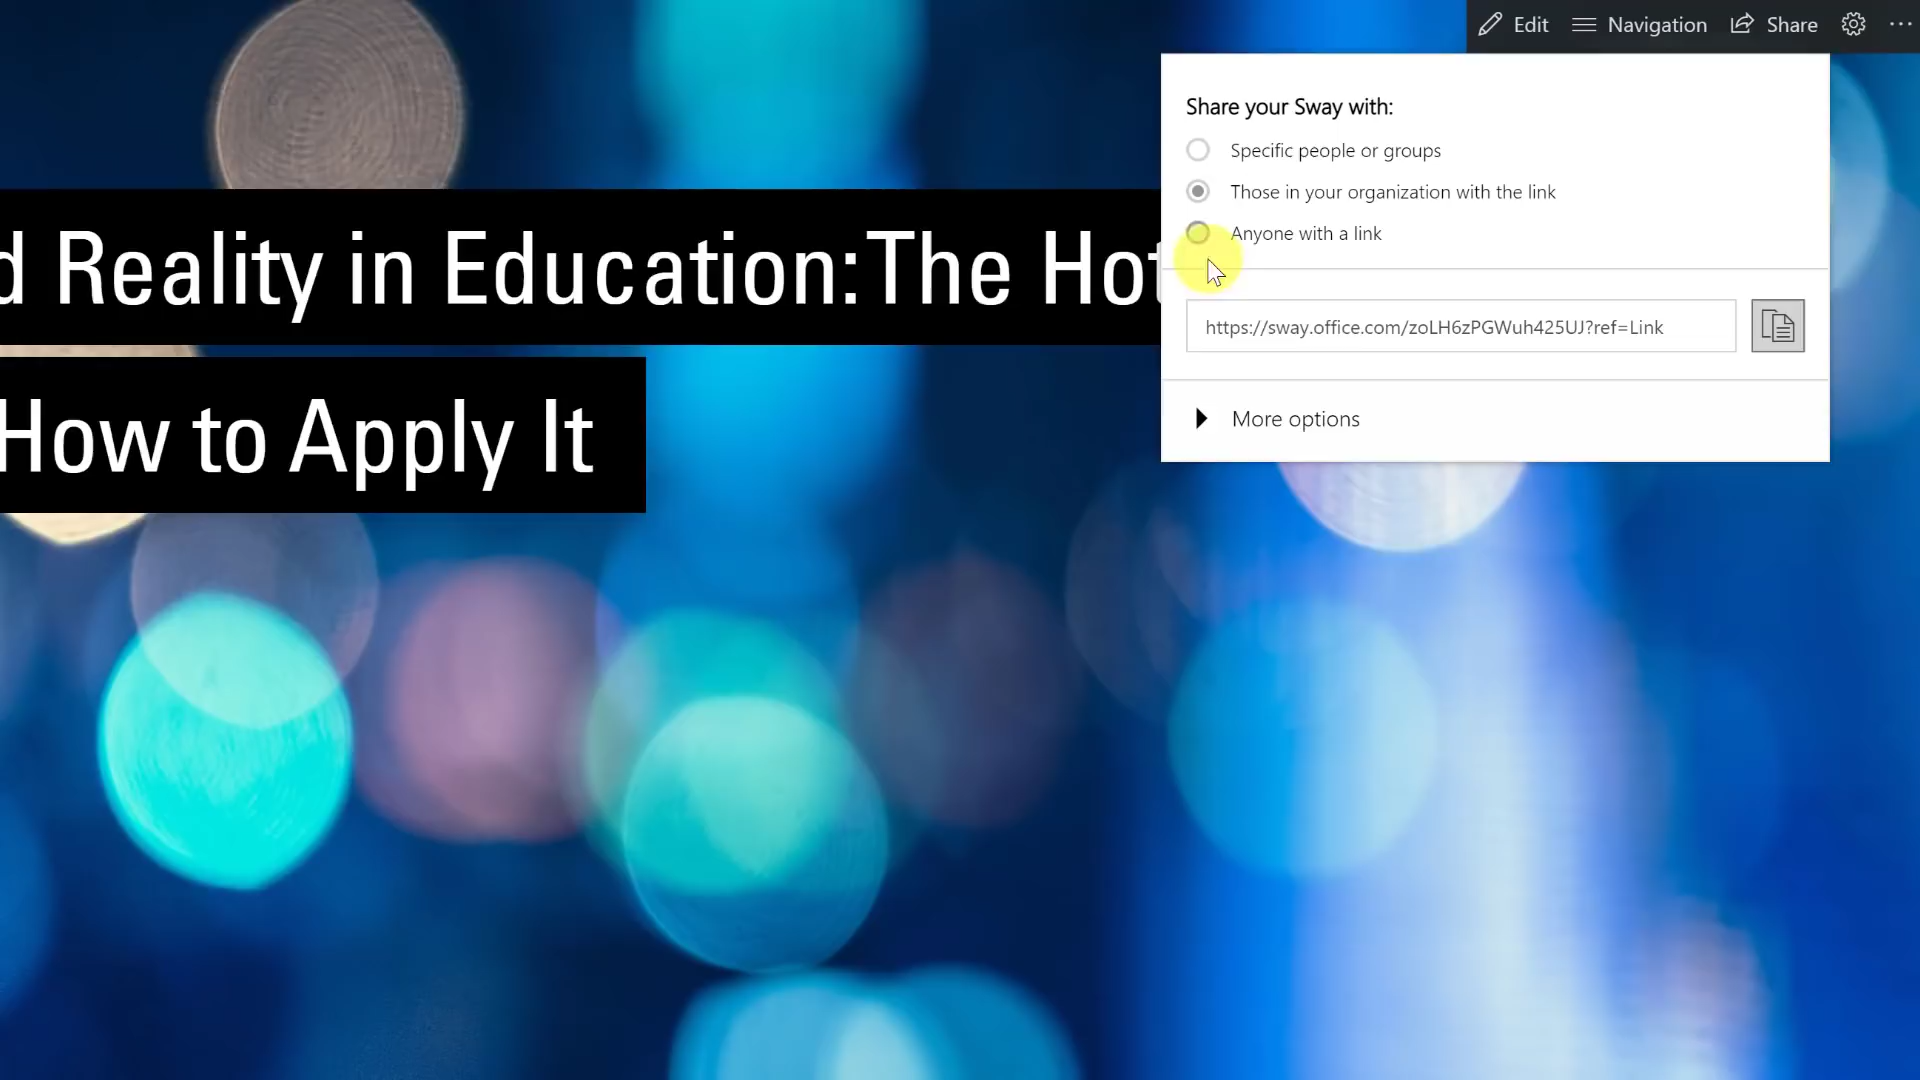 Edit Navigation Share
Share your Sway with:
Specific people or groups
Those in your organization with the link
Anyone with a link
d Reality in Education: The Hot
https://sway.office.com/zoLH6zPGWuh425UJ?ref=Link
How to Apply It
More options